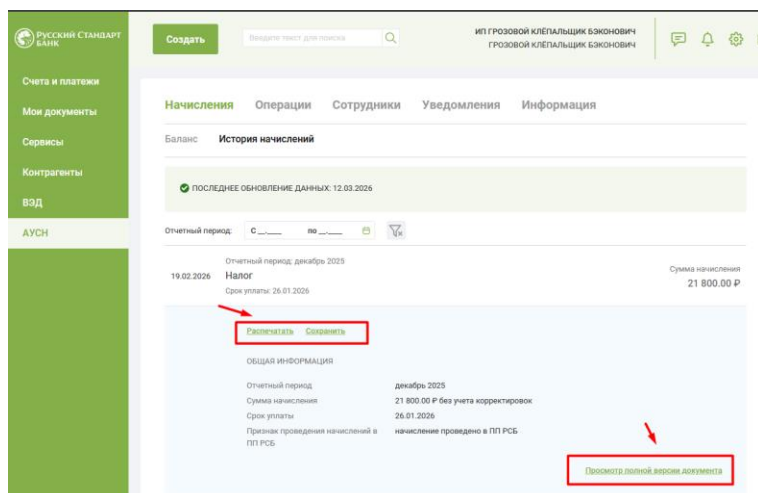 Русский Стандарт
БАНК
Создать
Введите текст для поиска
ИП ГРОЗОВОЙ КЛЁПАЛЬЩИК БЭКОНОВИЧ
ГРОЗОВОЙ КЛЁПАЛЬЩИК БЭКОНОВИЧ
Счета и платежи
Мои документы
Сервисы
Контрагенты
ВЭД
АУСН
Начисления Операции Сотрудники Уведомления Информация
Баланс История начислений
ПОСЛЕДНЕЕ ОБНОВЛЕНИЕ ДАННЫХ: 12.03.2026
Отчетный период: С __.____ по __.____
Отчетный период: декабрь 2025
19.02.2026 Налог
Срок уплаты: 26.01.2026
Сумма начисления
21 800.00 ₽
Распечатать Сохранить
ОБЩАЯ ИНФОРМАЦИЯ
Отчетный период декабрь 2025
Сумма начисления 21 800.00 ₽ без учета корректировок
Срок уплаты 26.01.2026
Признак проведения начислений в ПП РСБ начисление проведено в ПП РСБ
Просмотр полной версии документа